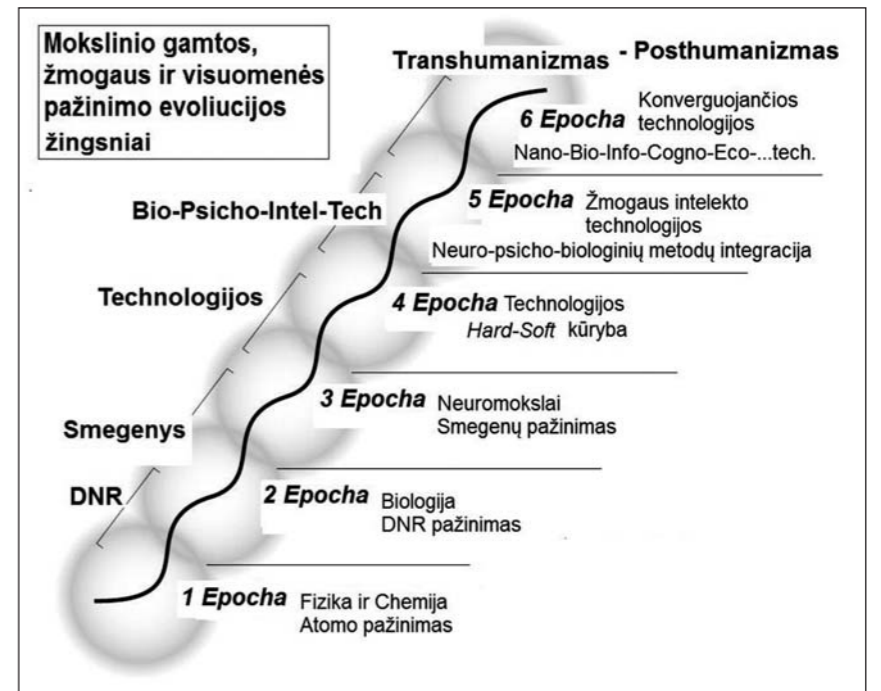 Mokslinio gamtos,
žmogaus ir visuomenės
pažinimo evoliucijos
žingsniai
Transhumanizmas - Posthumanizmas
6 Epocha Konverguojančios
technologijos
Nano-Bio-Info-Cogno-Eco-...tech.
Bio-Psicho-Intel-Tech
5 Epocha Žmogaus intelekto
technologijos
Neuro-psicho-biologinių metodų integracija
Technologijos
4 Epocha Technologijos
Hard-Soft kūryba
3 Epocha Neuromokslai
Smegenų pažinimas
Smegenys
DNR
2 Epocha Biologija
DNR pažinimas
1 Epocha Fizika ir Chemija
Atomo pažinimas